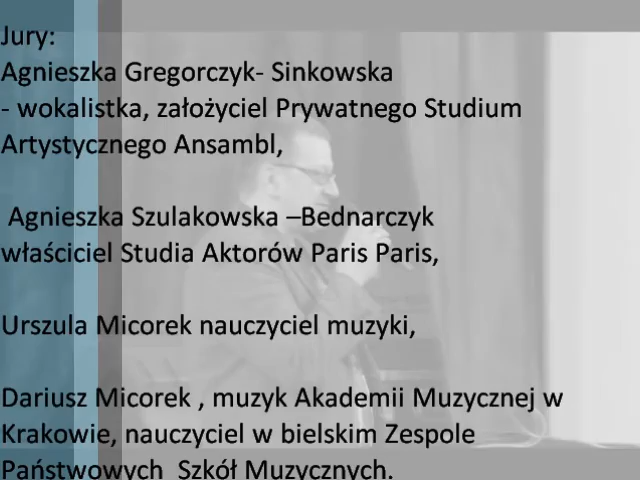 Jury:
Agnieszka Gregorczyk- Sinkowska
- wokalistka, założyciel Prywatnego Studium
Artystycznego Ansambl,
Agnieszka Szulakowska –Bednarczyk
właściciel Studia Aktorów Paris Paris,
Urszula Micorek nauczyciel muzyki,
Dariusz Micorek , muzyk Akademii Muzycznej w
Krakowie, nauczyciel w bielskim Zespole
Państwowych Szkół Muzycznych.